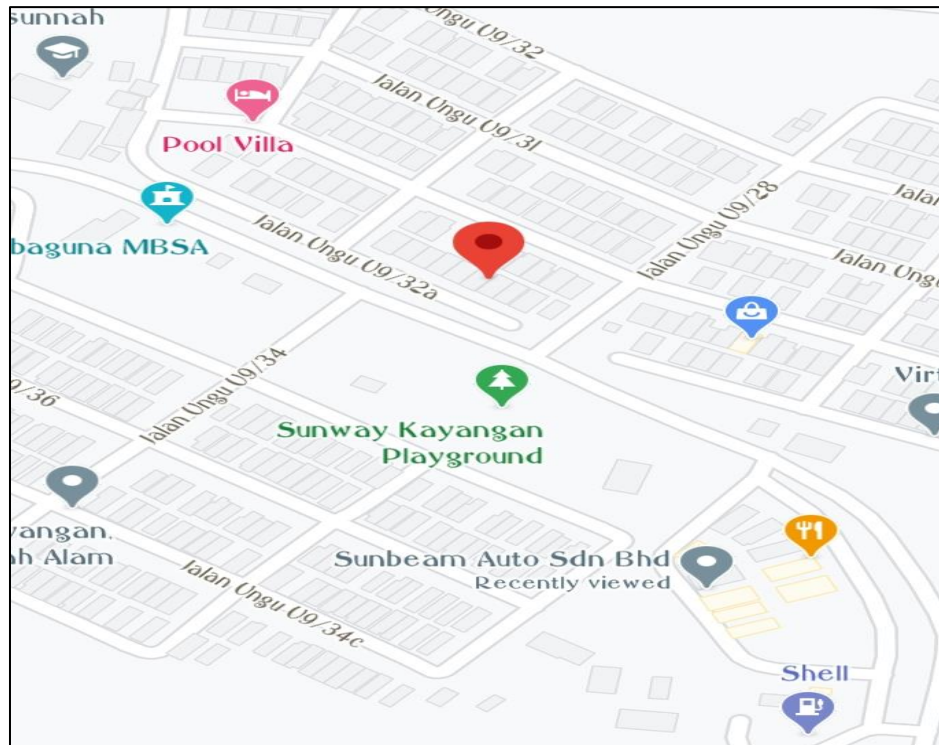 sunnah
U9/32
Jalan Ungu U9/31
Pool Villa
Jalan Ungu U9/28
Jalan
baguna MBSA
Jalan Ungu U9/32a
Jalan Ungu
Jalan Ungu U9/34
9/36
Virt
Sunway Kayangan
Playground
yangan.
ah Alam
Sunbeam Auto Sdn Bhd
Recently viewed
Jalan Ungu U9/34c
Shell